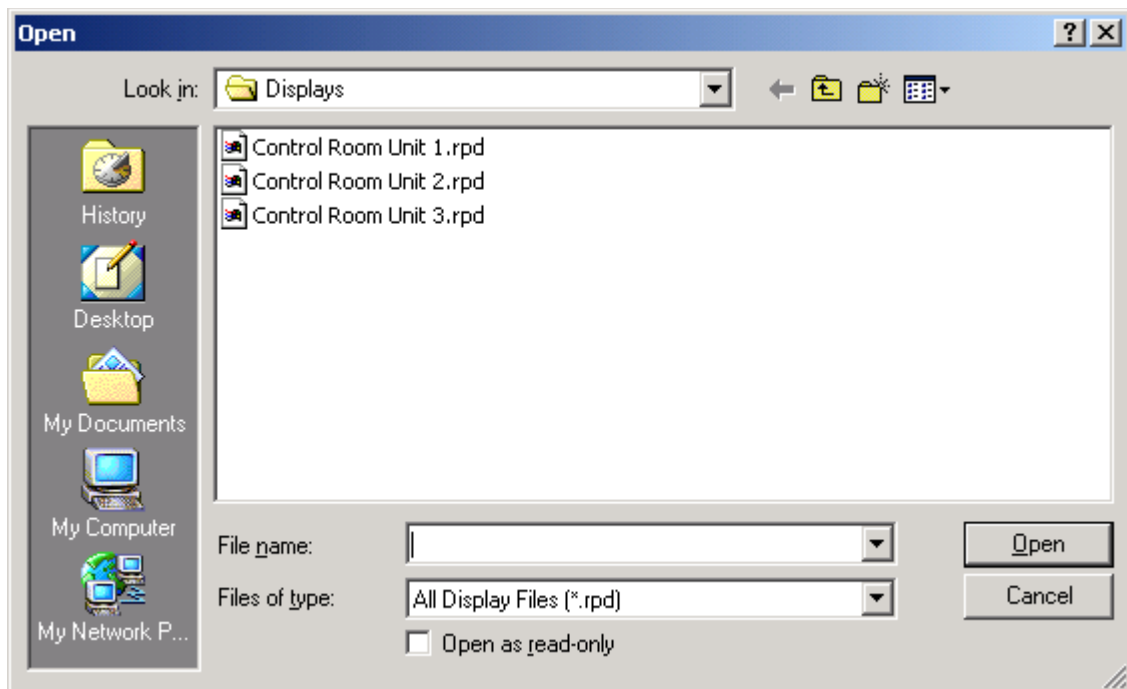 Open
Look in: Displays
Control Room Unit 1.rpd
Control Room Unit 2.rpd
Control Room Unit 3.rpd
History
Desktop
My Documents
My Computer
My Network P...
File name:
Open
Files of type: All Display Files (*.rpd)
Cancel
Open as read-only